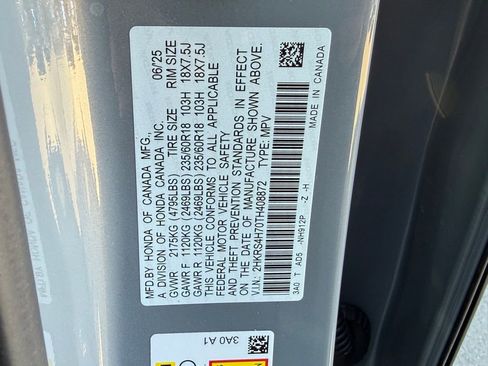 MFD.BY HONDA OF CANADA MFG.,
A DIVISION OF HONDA CANADA INC. 06/25
GVWR 2175KG (4795LBS) TIRE SIZE RIM SIZE
GAWR F 1120KG (2469LBS) 235/60R18 103H 18X7.5J
GAWR R 1120KG (2469LBS) 235/60R18 103H 18X7.5J
THIS VEHICLE CONFORMS TO ALL APPLICABLE
FEDERAL MOTOR VEHICLE SAFETY
AND THEFT PREVENTION STANDARDS IN EFFECT
ON THE DATE OF MANUFACTURE SHOWN ABOVE.
V.I.N.: 2HKRS4H70TH408872 TYPE: MPV
3A0 T AD5 -NH912P -Z -H MADE IN CANADA
3A0 A1